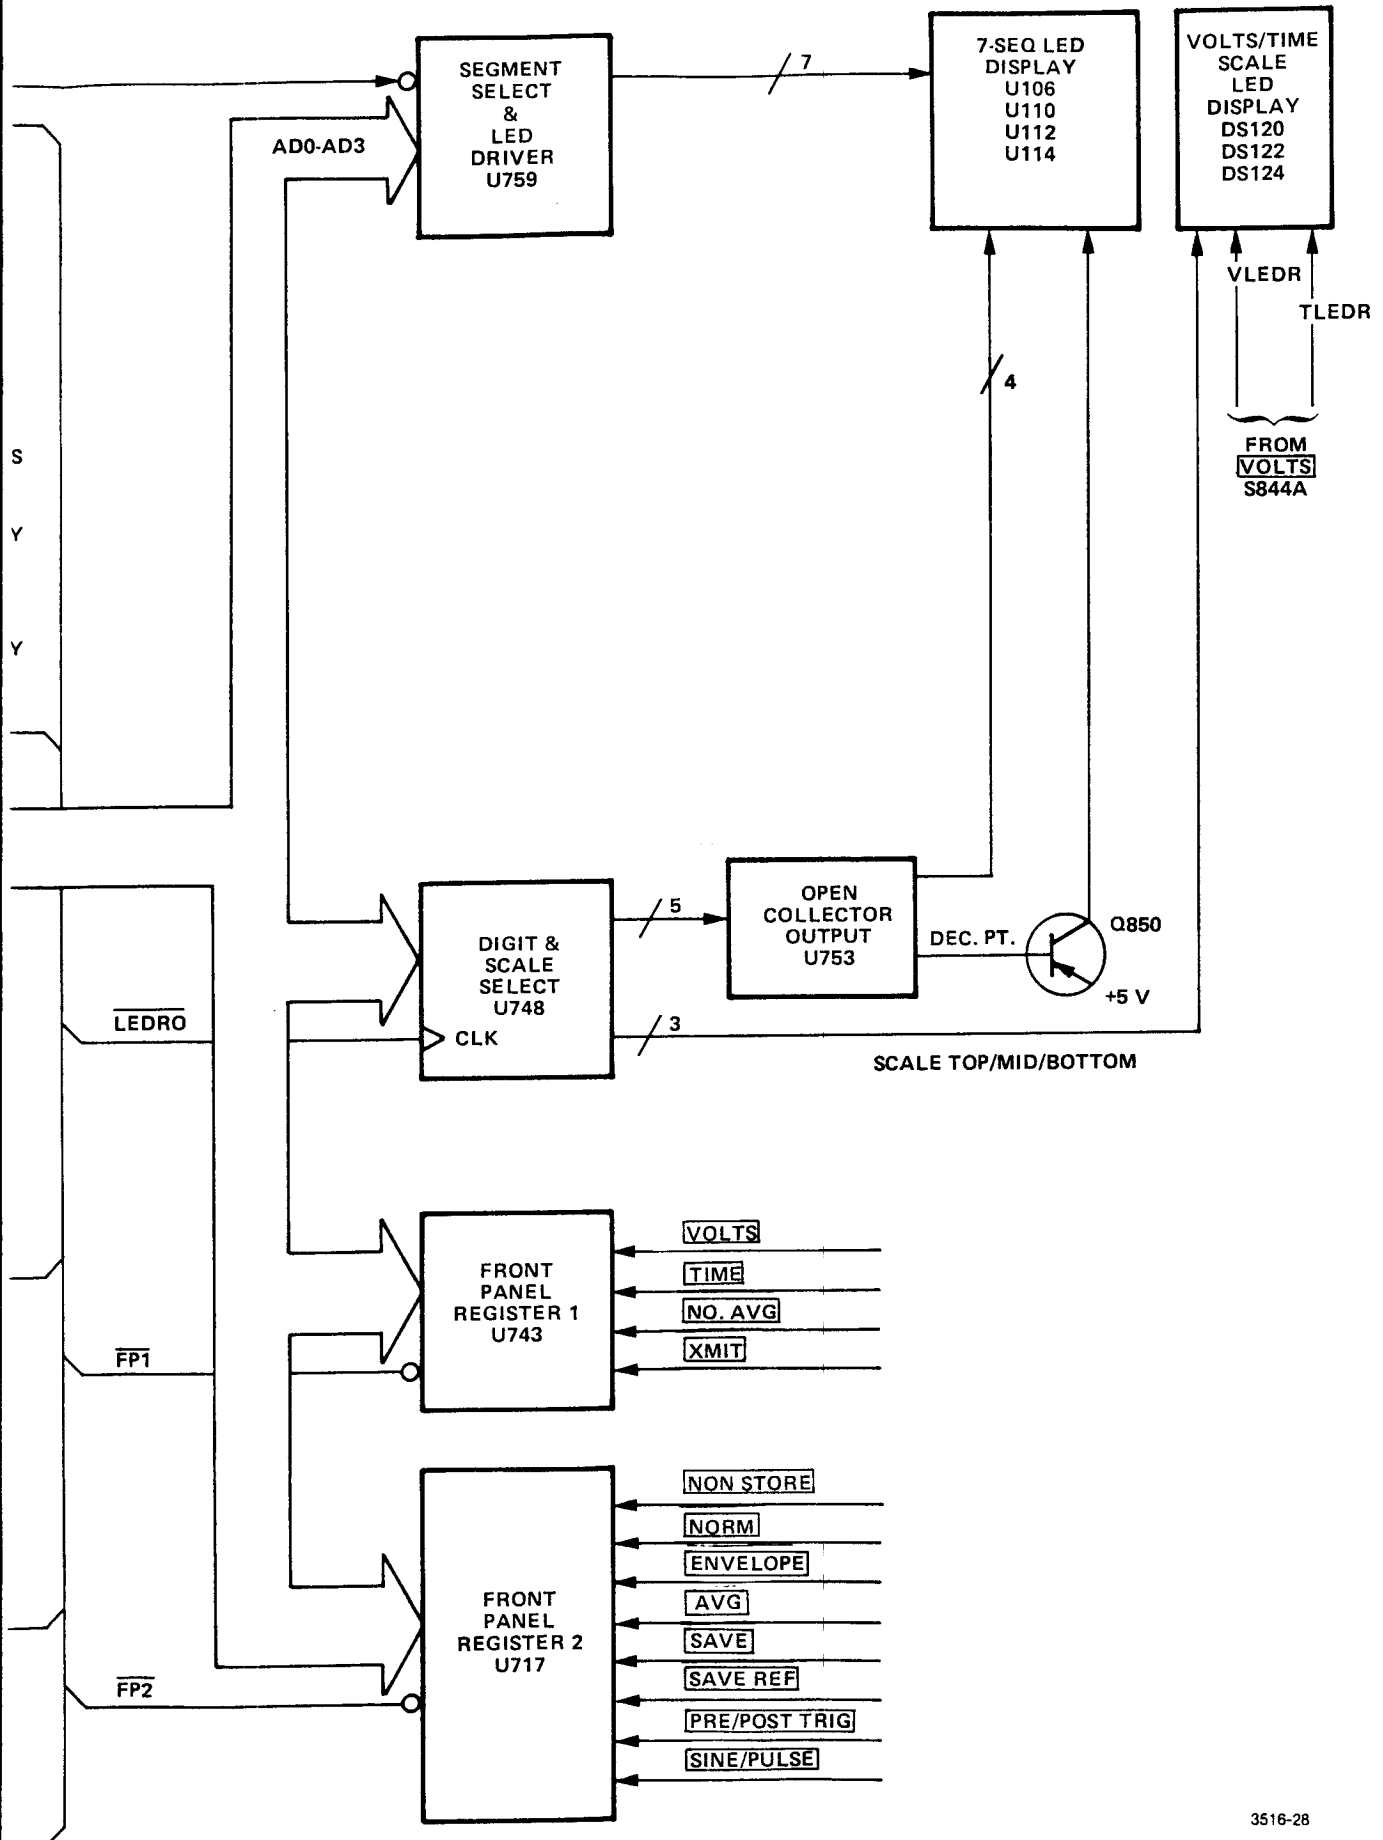 SEGMENT
SELECT
&
LED
DRIVER
U759
7
7-SEQ LED
DISPLAY
U106
U110
U112
U114
VOLTS/TIME
SCALE
LED
DISPLAY
DS120
DS122
DS124
AD0-AD3
VLEDR
TLEDR
4
FROM
VOLTS
S844A
S
Y
Y
DIGIT &
SCALE
SELECT
U748
CLK
5
OPEN
COLLECTOR
OUTPUT
U753
DEC. PT.
Q850
+5 V
3
SCALE TOP/MID/BOTTOM
LEDRO
FRONT
PANEL
REGISTER 1
U743
VOLTS
TIME
NO. AVG
XMIT
FP1
FRONT
PANEL
REGISTER 2
U717
NON STORE
NORM
ENVELOPE
AVG
SAVE
SAVE REF
PRE/POST TRIG
SINE/PULSE
FP2
3516-28